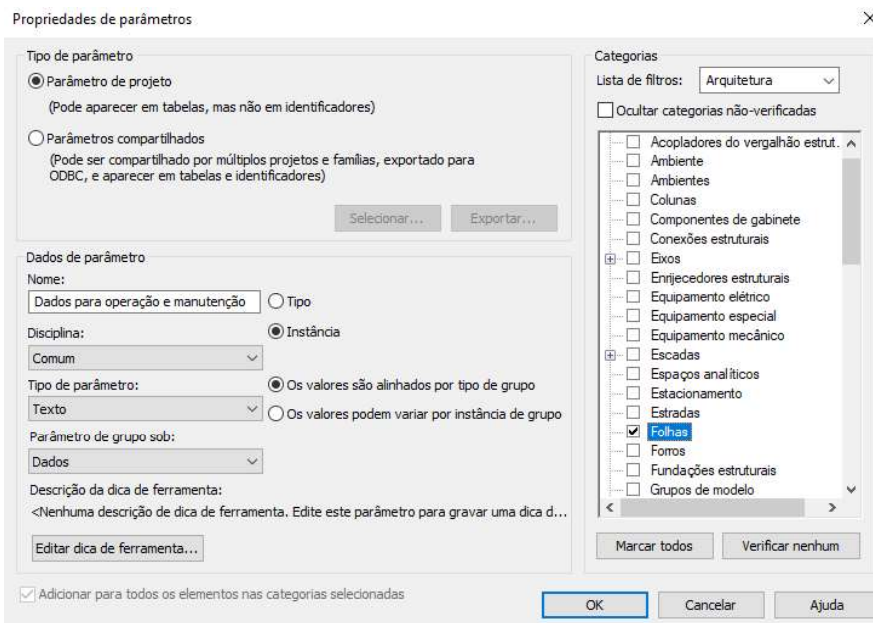 Propriedades de parâmetros
Tipo de parâmetro
Parâmetro de projeto
(Pode aparecer em tabelas, mas não em identificadores)
Parâmetros compartilhados
(Pode ser compartilhado por múltiplos projetos e famílias, exportado para
ODBC, e aparecer em tabelas e identificadores)
Selecionar...
Exportar...
Dados de parâmetro
Nome:
Dados para operação e manutenção
Tipo
Disciplina:
Instância
Comum
Tipo de parâmetro:
Os valores são alinhados por tipo de grupo
Texto
Os valores podem variar por instância de grupo
Parâmetro de grupo sob:
Dados
Descrição da dica de ferramenta:
<Nenhuma descrição de dica de ferramenta. Edite este parâmetro para gravar uma dica d...
Editar dica de ferramenta...
Adicionar para todos os elementos nas categorias selecionadas
Categorias
Lista de filtros:
Arquitetura
Ocultar categorias não-verificadas
Acopladores do vergalhão estrut.
Ambiente
Ambientes
Colunas
Componentes de gabinete
Conexões estruturais
Eixos
Enrijecedores estruturais
Equipamento elétrico
Equipamento especial
Equipamento mecânico
Escadas
Espaços analíticos
Estacionamento
Estradas
Folhas
Forros
Fundações estruturais
Grupos de modelo
Marcar todos
Verificar nenhum
OK
Cancelar
Ajuda